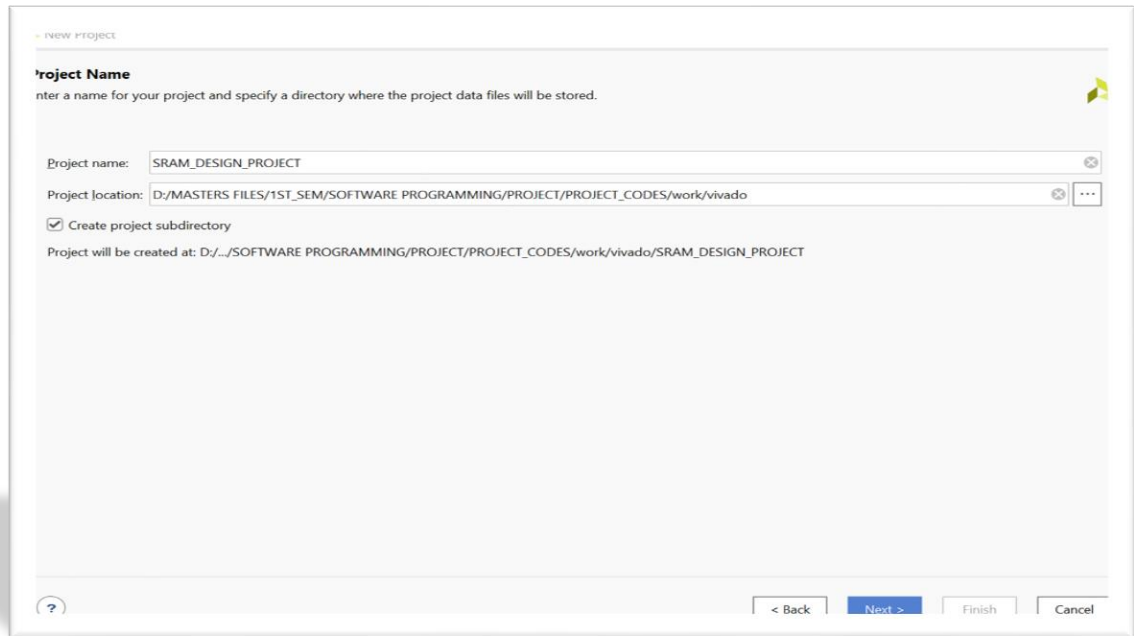 New Project
Project Name
nter a name for your project and specify a directory where the project data files will be stored.
Project name: SRAM_DESIGN_PROJECT
Project location: D:/MASTERS FILES/1ST_SEM/SOFTWARE PROGRAMMING/PROJECT/PROJECT_CODES/work/vivado ...
Create project subdirectory
Project will be created at: D:/.../SOFTWARE PROGRAMMING/PROJECT/PROJECT_CODES/work/vivado/SRAM_DESIGN_PROJECT
? < Back Next > Finish Cancel